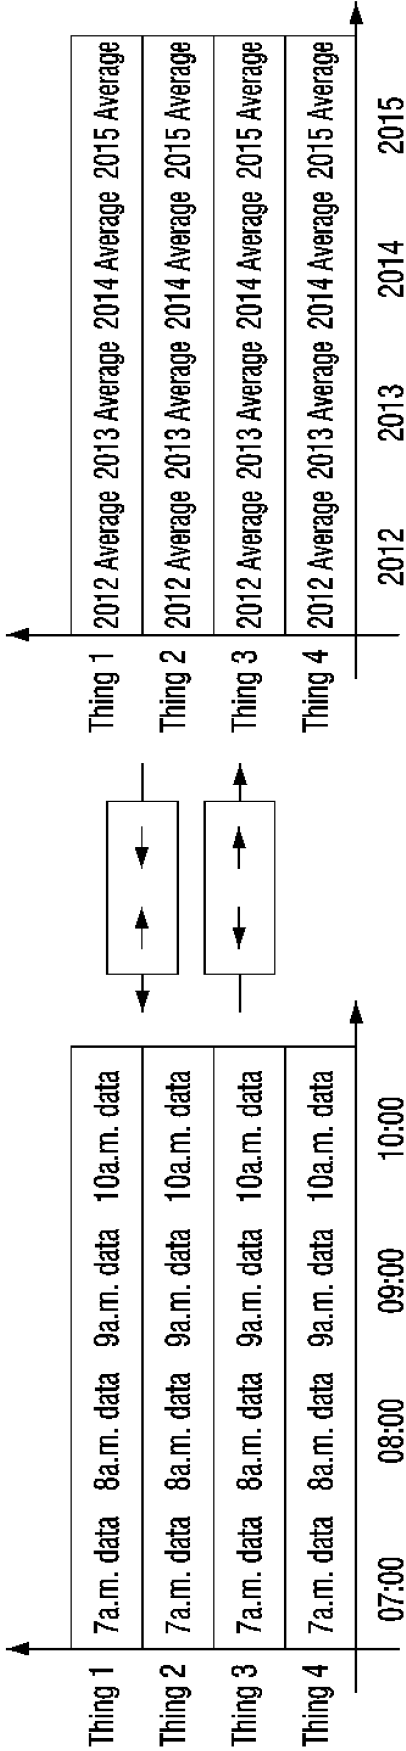 Thing 1 7a.m. data 8a.m. data 9a.m. data 10a.m. data
Thing 2 7a.m. data 8a.m. data 9a.m. data 10a.m. data
Thing 3 7a.m. data 8a.m. data 9a.m. data 10a.m. data
Thing 4 7a.m. data 8a.m. data 9a.m. data 10a.m. data
07:00 08:00 09:00 10:00
Thing 1 2012 Average 2013 Average 2014 Average 2015 Average
Thing 2 2012 Average 2013 Average 2014 Average 2015 Average
Thing 3 2012 Average 2013 Average 2014 Average 2015 Average
Thing 4 2012 Average 2013 Average 2014 Average 2015 Average
2012 2013 2014 2015